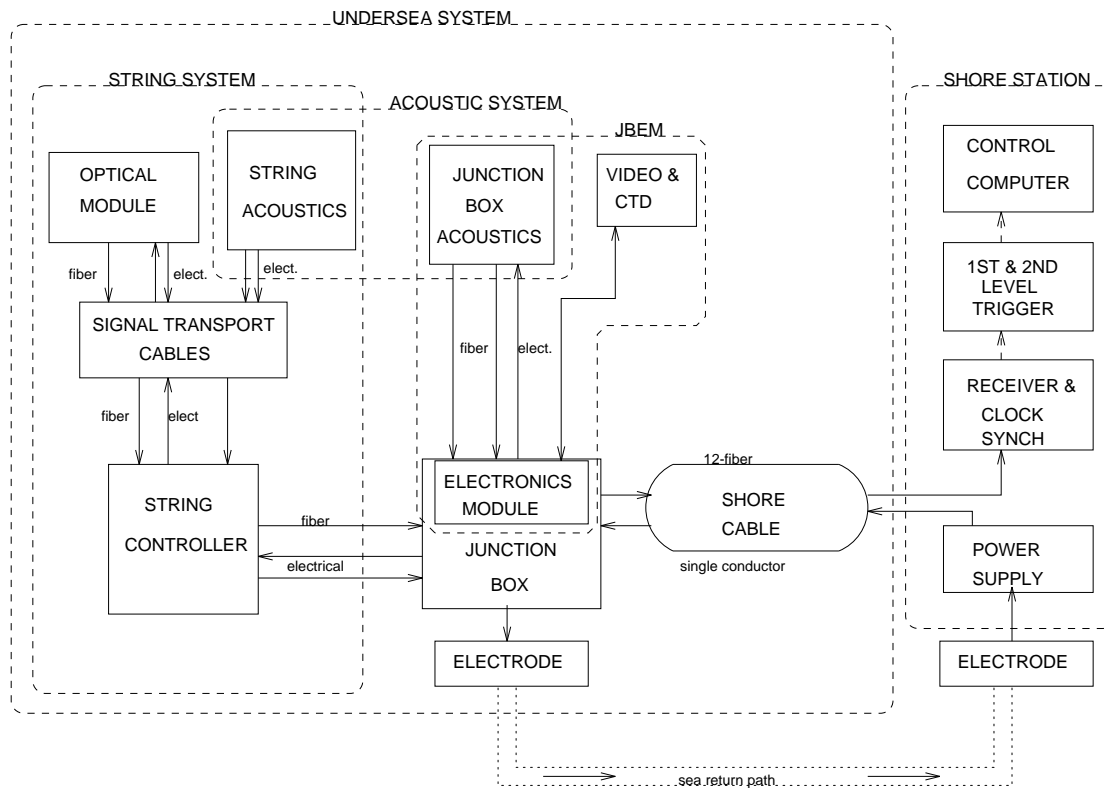 UNDERSEA SYSTEM
STRING SYSTEM
SHORE STATION
ACOUSTIC SYSTEM
JBEM
OPTICAL
MODULE
STRING
ACOUSTICS
JUNCTION
BOX
ACOUSTICS
VIDEO &
CTD
CONTROL
COMPUTER
fiber
elect.
elect.
1ST & 2ND
LEVEL
TRIGGER
SIGNAL TRANSPORT
CABLES
fiber
elect.
fiber
elect
RECEIVER &
CLOCK
SYNCH
12-fiber
STRING
CONTROLLER
ELECTRONICS
MODULE
SHORE
CABLE
fiber
electrical
JUNCTION
BOX
single conductor
POWER
SUPPLY
ELECTRODE
ELECTRODE
sea return path